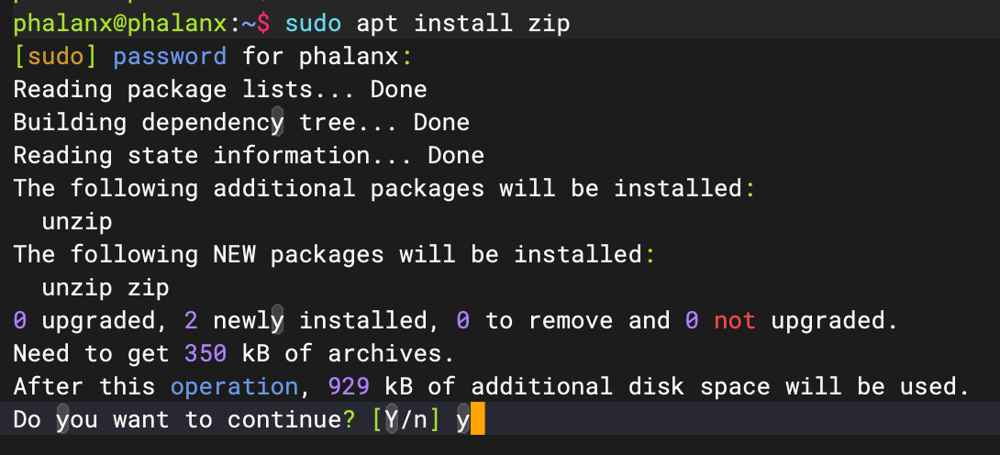 phalanx@phalanx:~$ sudo apt install zip
[sudo] password for phalanx:
Reading package lists... Done
Building dependency tree... Done
Reading state information... Done
The following additional packages will be installed:
  unzip
The following NEW packages will be installed:
  unzip zip
0 upgraded, 2 newly installed, 0 to remove and 0 not upgraded.
Need to get 350 kB of archives.
After this operation, 929 kB of additional disk space will be used.
Do you want to continue? [Y/n] y